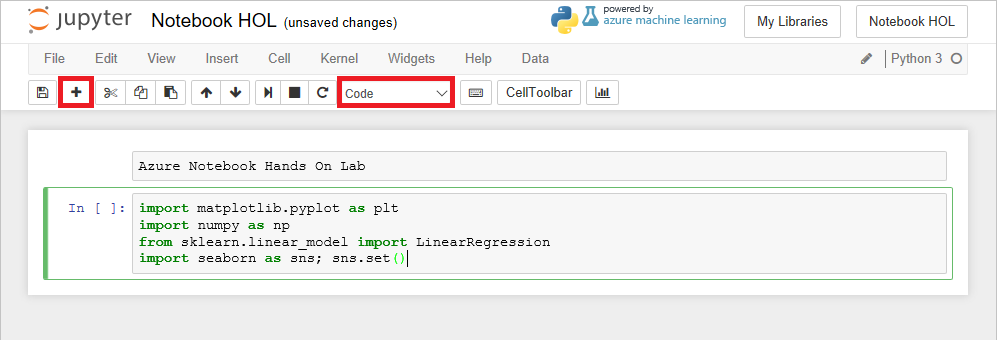 jupyter Notebook HOL (unsaved changes)
powered by
azure machine learning
My Libraries
Notebook HOL
File Edit View Insert Cell Kernel Widgets Help Data Python 3
Code CellToolbar
Azure Notebook Hands On Lab
In [ ]: import matplotlib.pyplot as plt
import numpy as np
from sklearn.linear_model import LinearRegression
import seaborn as sns; sns.set()